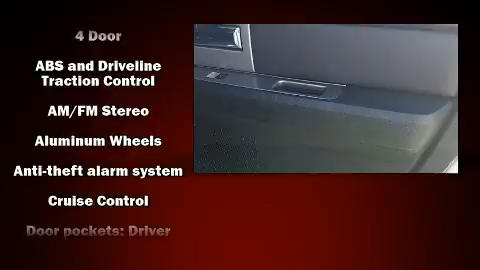 4 Door
ABS and Driveline
Traction Control
AM/FM Stereo
Aluminum Wheels
Anti-theft alarm system
Cruise Control
Door pockets: Driver